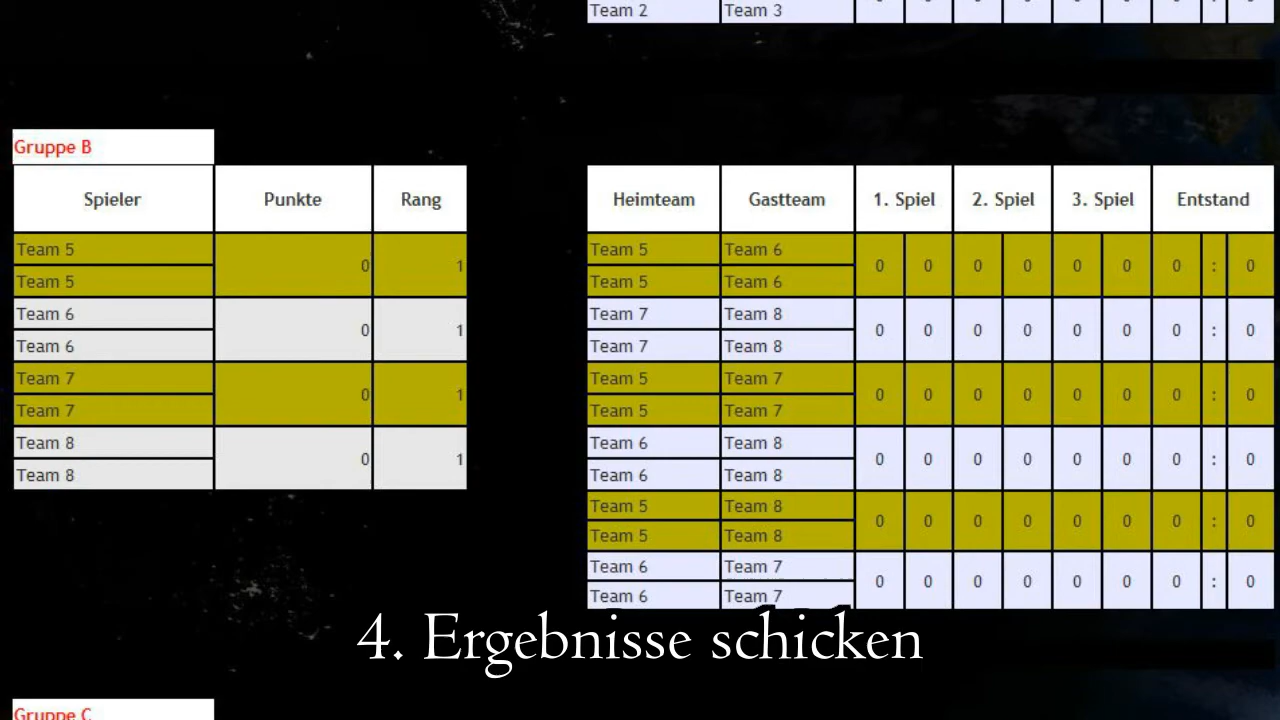 Team 2 Team 3
Gruppe B
Spieler Punkte Rang
Team 5 0 1
Team 5
Team 6 0 1
Team 6
Team 7 0 1
Team 7
Team 8 0 1
Team 8
Heimteam Gastteam 1. Spiel 2. Spiel 3. Spiel Entstand
Team 5 Team 6 0 0 0 0 0 0 0 : 0
Team 5 Team 6
Team 7 Team 8 0 0 0 0 0 0 0 : 0
Team 7 Team 8
Team 5 Team 7 0 0 0 0 0 0 0 : 0
Team 5 Team 7
Team 6 Team 8 0 0 0 0 0 0 0 : 0
Team 6 Team 8
Team 5 Team 8 0 0 0 0 0 0 0 : 0
Team 5 Team 8
Team 6 Team 7 0 0 0 0 0 0 0 : 0
Team 6 Team 7
4. Ergebnisse schicken
Gruppe C